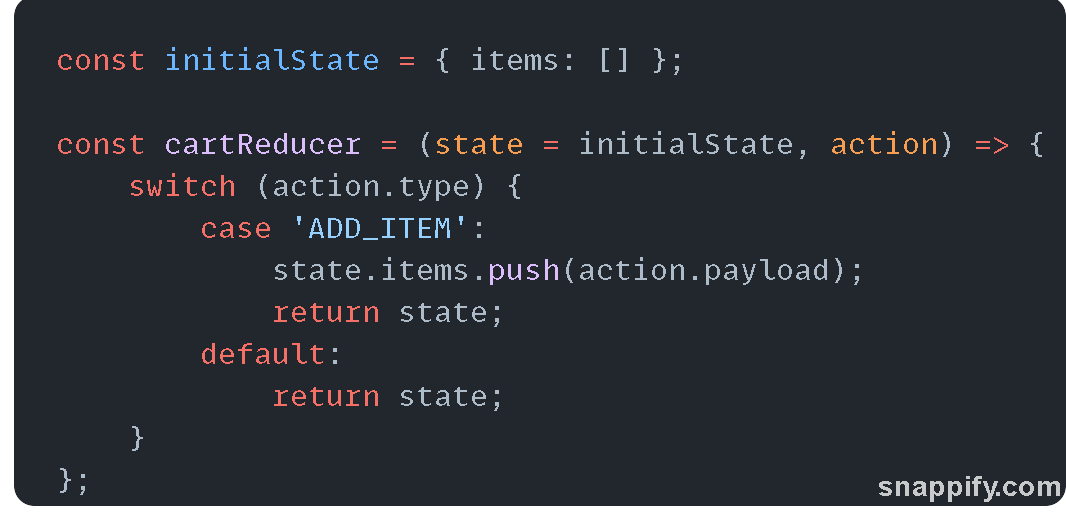 const initialState = { items: [] };

const cartReducer = (state = initialState, action) => {
    switch (action.type) {
        case 'ADD_ITEM':
            state.items.push(action.payload);
            return state;
        default:
            return state;
    }
};
snappify.com